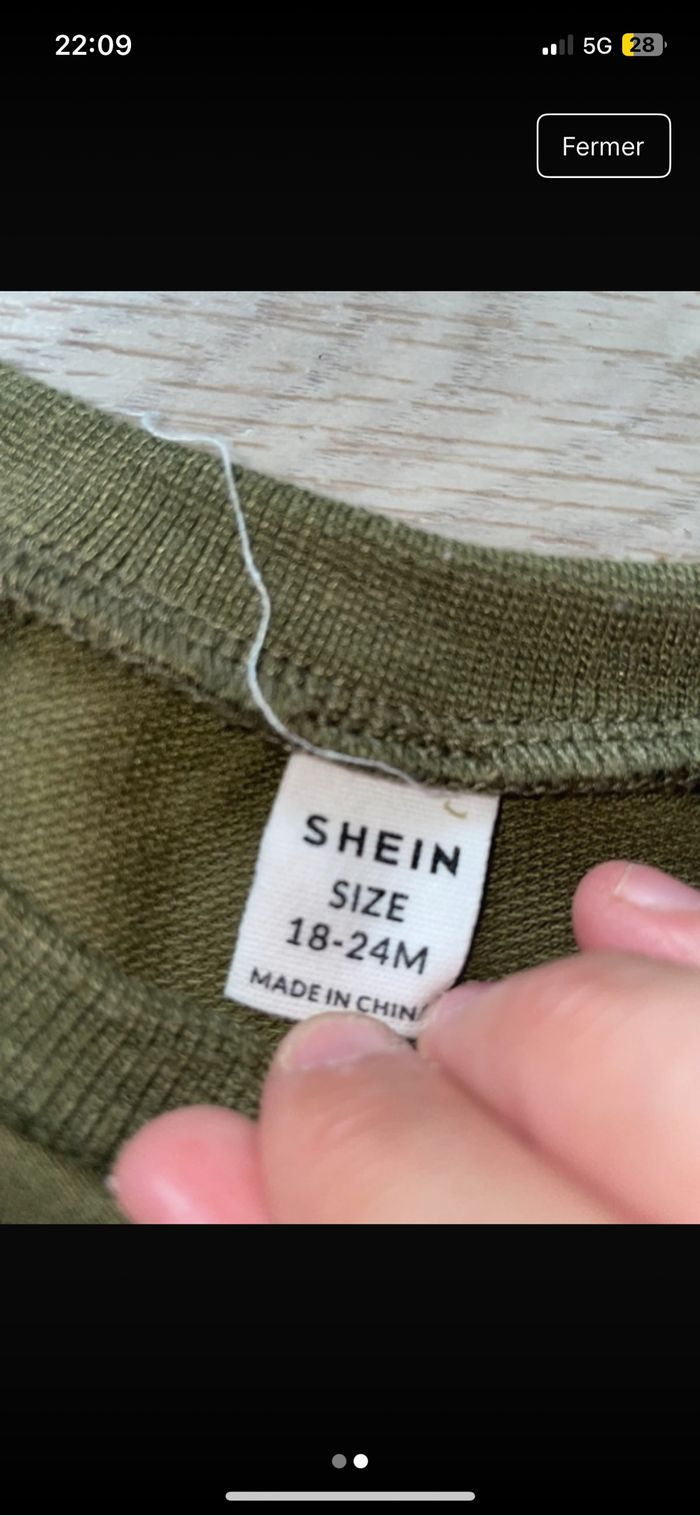 22:09
5G
28
Fermer
SHEIN
SIZE
18-24M
MADE IN CHINA